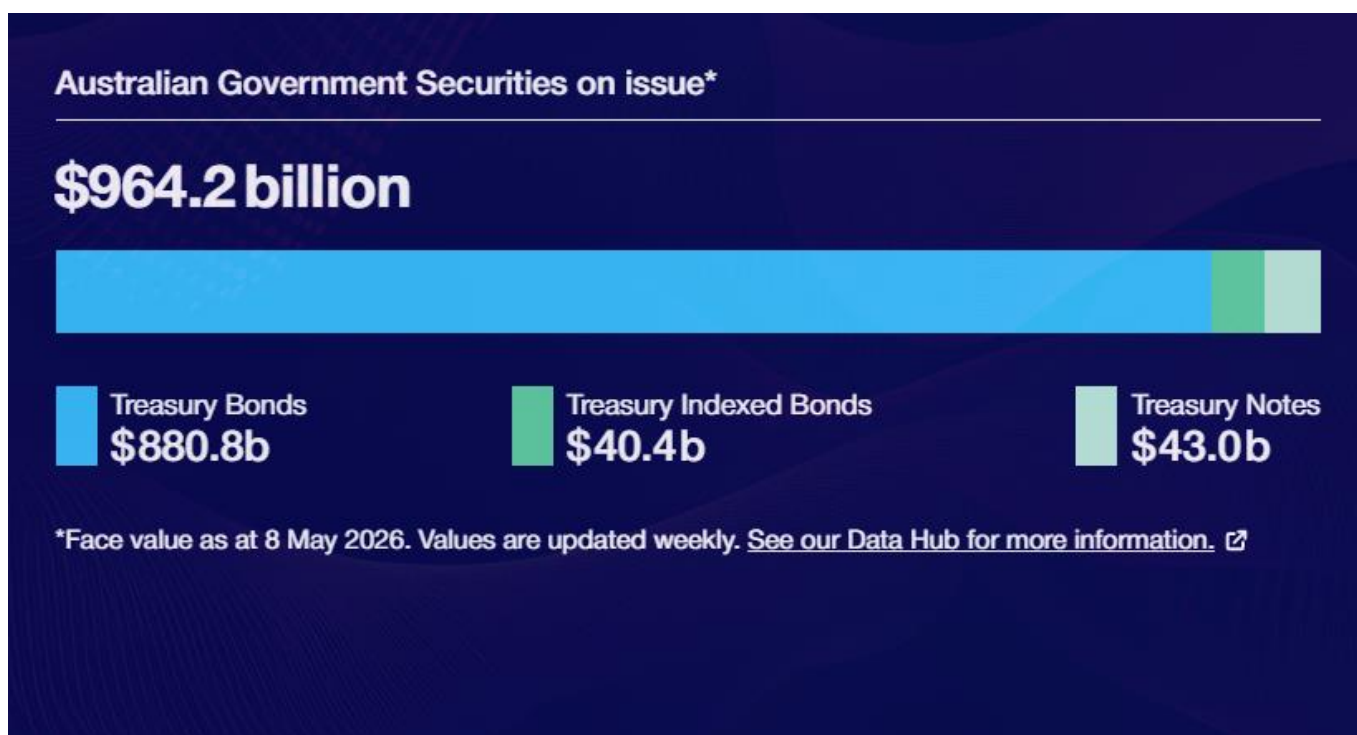 Australian Government Securities on issue*
$964.2 billion
Treasury Bonds
$880.8b
Treasury Indexed Bonds
$40.4b
Treasury Notes
$43.0b
*Face value as at 8 May 2026. Values are updated weekly. See our Data Hub for more information.